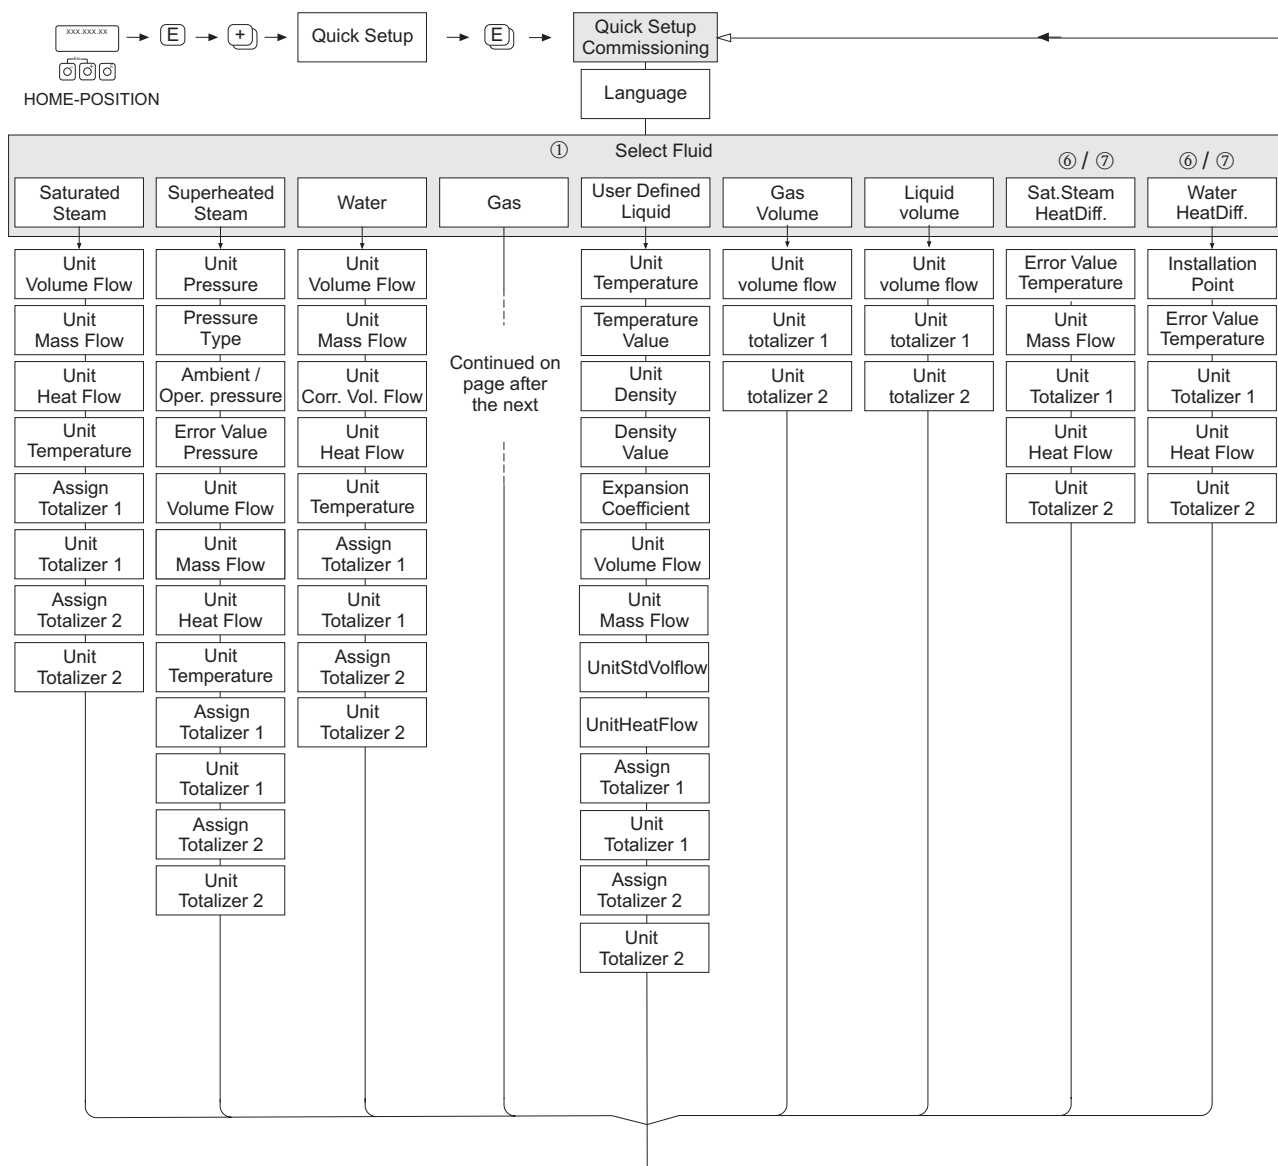 xxx.xxx.xx
Esc
E
+
Quick Setup
E
Quick Setup
Commissioning
- + E
HOME-POSITION
Language
① Select Fluid
⑥ / ⑦
⑥ / ⑦
Saturated
Steam
Superheated
Steam
Water
Gas
User Defined
Liquid
Gas
Volume
Liquid
volume
Sat.Steam
HeatDiff.
Water
HeatDiff.
Unit
Volume Flow
Unit
Mass Flow
Unit
Heat Flow
Unit
Temperature
Assign
Totalizer 1
Unit
Totalizer 1
Assign
Totalizer 2
Unit
Totalizer 2
Unit
Pressure
Pressure
Type
Ambient /
Oper. pressure
Error Value
Pressure
Unit
Volume Flow
Unit
Mass Flow
Unit
Heat Flow
Unit
Temperature
Assign
Totalizer 1
Unit
Totalizer 1
Assign
Totalizer 2
Unit
Totalizer 2
Unit
Volume Flow
Unit
Mass Flow
Unit
Corr. Vol. Flow
Unit
Heat Flow
Unit
Temperature
Assign
Totalizer 1
Unit
Totalizer 1
Assign
Totalizer 2
Unit
Totalizer 2
Continued on
page after
the next
Unit
Temperature
Temperature
Value
Unit
Density
Density
Value
Expansion
Coefficient
Unit
Volume Flow
Unit
Mass Flow
UnitStdVolflow
UnitHeatFlow
Assign
Totalizer 1
Unit
Totalizer 1
Assign
Totalizer 2
Unit
Totalizer 2
Unit
volume flow
Unit
totalizer 1
Unit
totalizer 2
Unit
volume flow
Unit
totalizer 1
Unit
totalizer 2
Error Value
Temperature
Unit
Mass Flow
Unit
Totalizer 1
Unit
Heat Flow
Unit
Totalizer 2
Installation
Point
Error Value
Temperature
Unit
Totalizer 1
Unit
Heat Flow
Unit
Totalizer 2